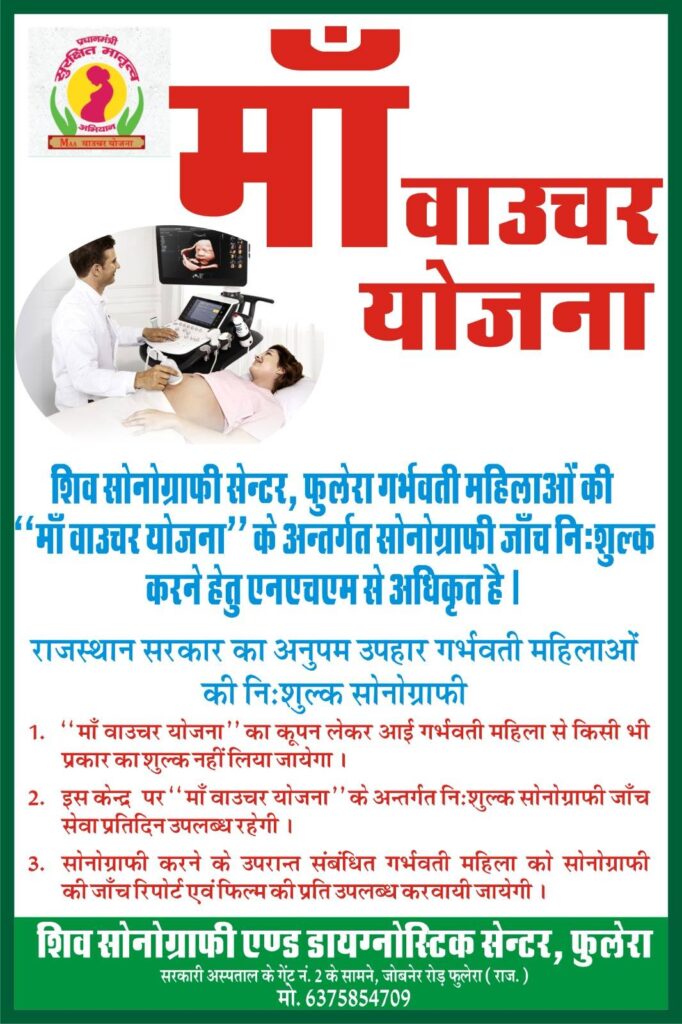 प्रधानमंत्री
सुरक्षित मातृत्व
अभियान
MAA वाउचर योजना
माँ
वाउचर
योजना
शिव सोनोग्राफी सेन्टर, फुलेरा गर्भवती महिलाओं की
“माँ वाउचर योजना” के अन्तर्गत सोनोग्राफी जाँच निःशुल्क
करने हेतु एनएचएम से अधिकृत है।
राजस्थान सरकार का अनुपम उपहार गर्भवती महिलाओं
की निःशुल्क सोनोग्राफी
1. “माँ वाउचर योजना” का कूपन लेकर आई गर्भवती महिला से किसी भी
प्रकार का शुल्क नहीं लिया जायेगा।
2. इस केन्द्र पर “माँ वाउचर योजना” के अन्तर्गत निःशुल्क सोनोग्राफी जाँच
सेवा प्रतिदिन उपलब्ध रहेगी।
3. सोनोग्राफी करने के उपरान्त संबंधित गर्भवती महिला को सोनोग्राफी
की जाँच रिपोर्ट एवं फिल्म की प्रति उपलब्ध करवायी जायेगी।
शिव सोनोग्राफी एण्ड डायग्नोस्टिक सेन्टर, फुलेरा
सरकारी अस्पताल के गेंट नं. 2 के सामने, जोबनेर रोड़ फुलेरा ( राज. )
मो. 6375854709